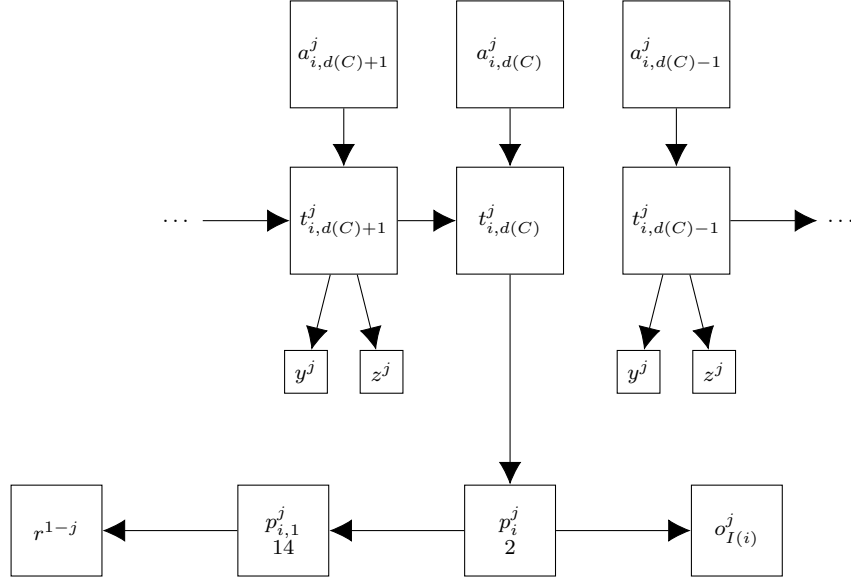 a^j_{i,d(C)+1} a^j_{i,d(C)} a^j_{i,d(C)−1}
⋯ t^j_{i,d(C)+1} t^j_{i,d(C)} t^j_{i,d(C)−1} ⋯
y^j z^j y^j z^j
r^{1−j} p^j_{i,1} p^j_i o^j_{I(i)}
14 2